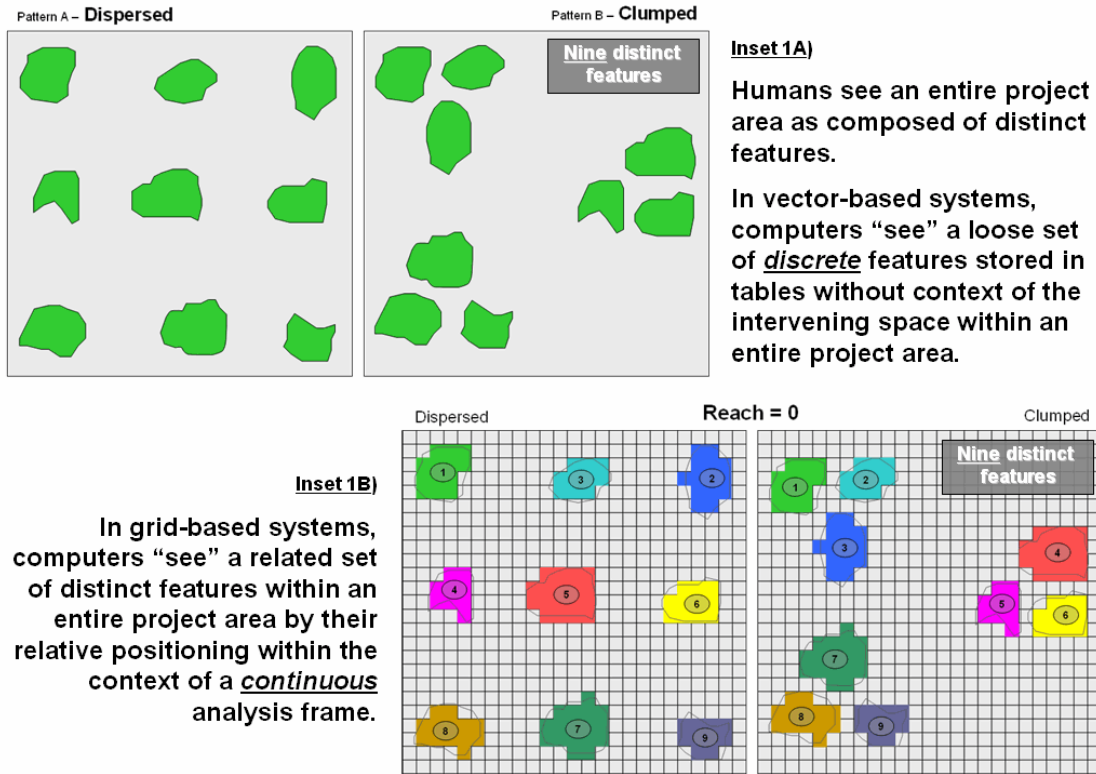 Pattern A – Dispersed
Pattern B – Clumped
Nine distinct
features
Inset 1A)
Humans see an entire project
area as composed of distinct
features.
In vector-based systems,
computers “see” a loose set
of discrete features stored in
tables without context of the
intervening space within an
entire project area.
Dispersed
Reach = 0
Clumped
Inset 1B)
In grid-based systems,
computers “see” a related set
of distinct features within an
entire project area by their
relative positioning within the
context of a continuous
analysis frame.
1
3
2
4
5
6
8
7
9
Nine distinct
features
1
2
3
4
5
6
7
8
9